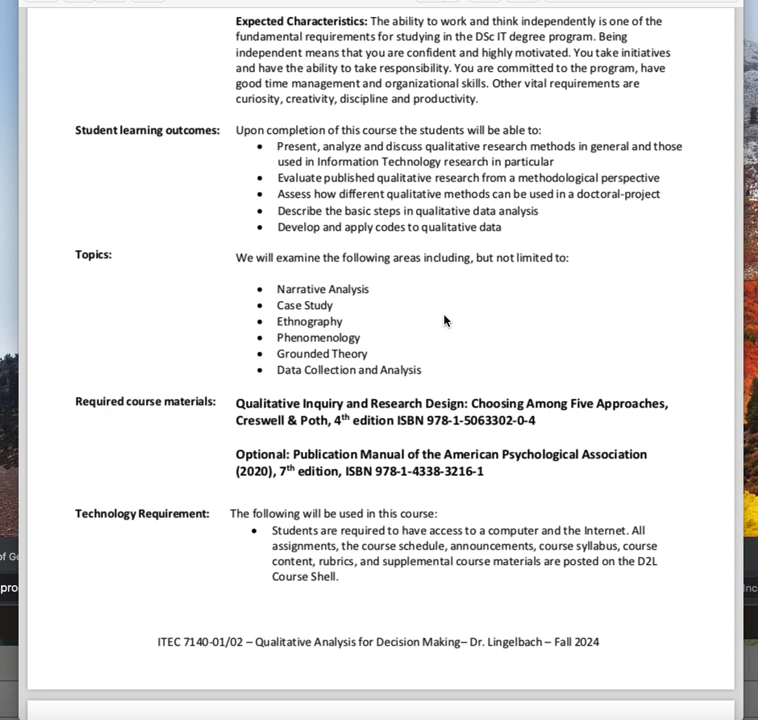 Expected Characteristics: The ability to work and think independently is one of the
fundamental requirements for studying in the DSc IT degree program. Being
independent means that you are confident and highly motivated. You take initiatives
and have the ability to take responsibility. You are committed to the program, have
good time management and organizational skills. Other vital requirements are
curiosity, creativity, discipline and productivity.
Student learning outcomes: Upon completion of this course the students will be able to:
• Present, analyze and discuss qualitative research methods in general and those
used in Information Technology research in particular
• Evaluate published qualitative research from a methodological perspective
• Assess how different qualitative methods can be used in a doctoral-project
• Describe the basic steps in qualitative data analysis
• Develop and apply codes to qualitative data
Topics: We will examine the following areas including, but not limited to:
• Narrative Analysis
• Case Study
• Ethnography
• Phenomenology
• Grounded Theory
• Data Collection and Analysis
Required course materials: Qualitative Inquiry and Research Design: Choosing Among Five Approaches,
Creswell & Poth, 4th edition ISBN 978-1-5063302-0-4
Optional: Publication Manual of the American Psychological Association
(2020), 7th edition, ISBN 978-1-4338-3216-1
Technology Requirement: The following will be used in this course:
• Students are required to have access to a computer and the Internet. All
assignments, the course schedule, announcements, course syllabus, course
content, rubrics, and supplemental course materials are posted on the D2L
Course Shell.
ITEC 7140-01/02 – Qualitative Analysis for Decision Making– Dr. Lingelbach – Fall 2024